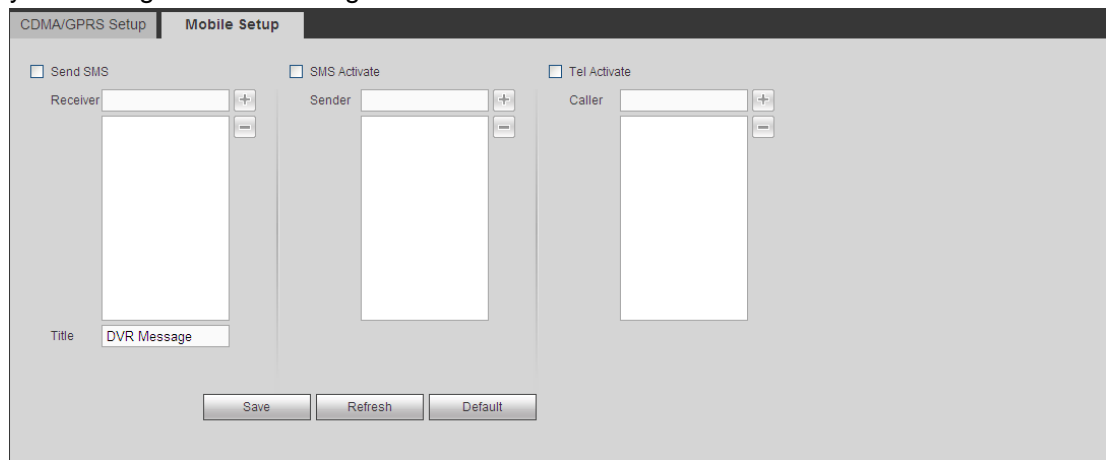 CDMA/GPRS Setup Mobile Setup
Send SMS SMS Activate Tel Activate
Receiver Sender Caller
Title DVR Message
Save Refresh Default